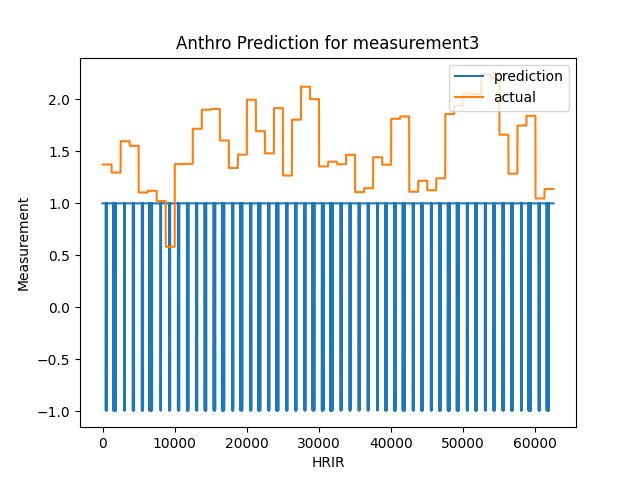 Anthro Prediction for measurement3
prediction
actual
Measurement
2.0
1.5
1.0
0.5
0.0
−0.5
−1.0
0 10000 20000 30000 40000 50000 60000
HRIR